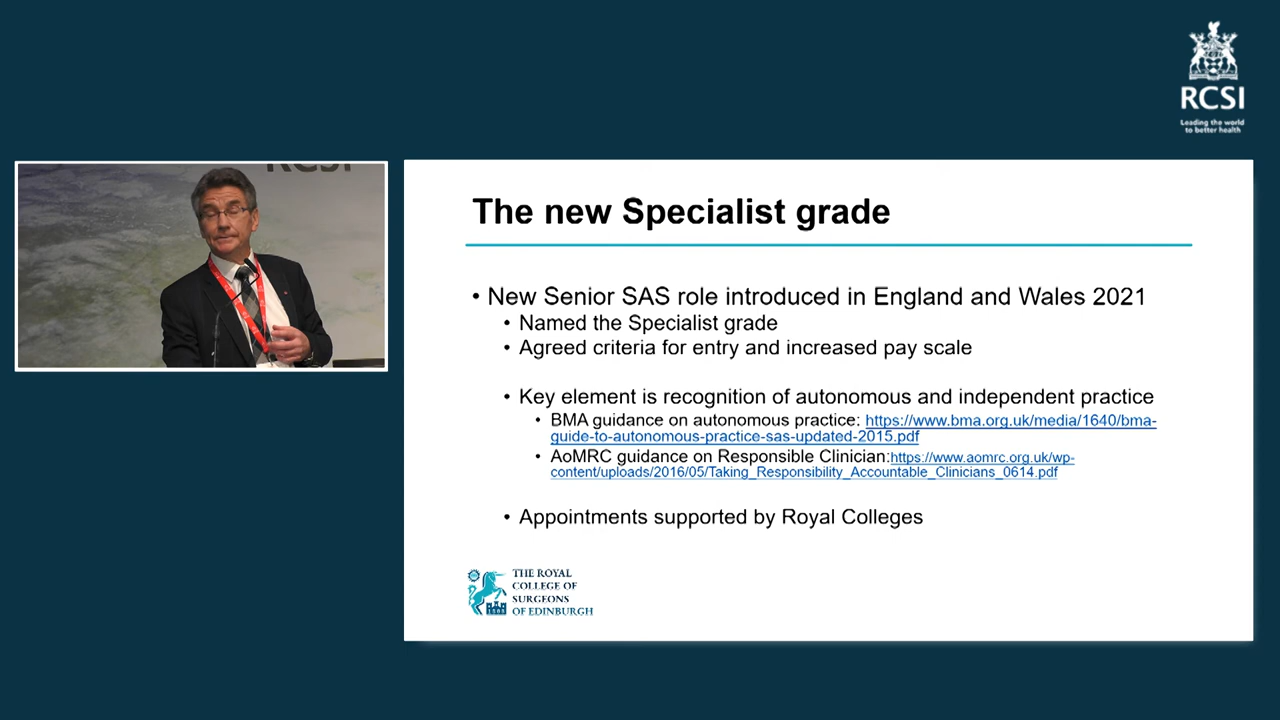 RCSI
Leading the world
to better health
RCSI
The new Specialist grade
• New Senior SAS role introduced in England and Wales 2021
• Named the Specialist grade
• Agreed criteria for entry and increased pay scale
• Key element is recognition of autonomous and independent practice
• BMA guidance on autonomous practice: https://www.bma.org.uk/media/1640/bma-
guide-to-autonomous-practice-sas-updated-2015.pdf
• AoMRC guidance on Responsible Clinician:https://www.aomrc.org.uk/wp-
content/uploads/2016/05/Taking_Responsibility_Accountable_Clinicians_0614.pdf
• Appointments supported by Royal Colleges
THE ROYAL
COLLEGE OF
SURGEONS
OF EDINBURGH